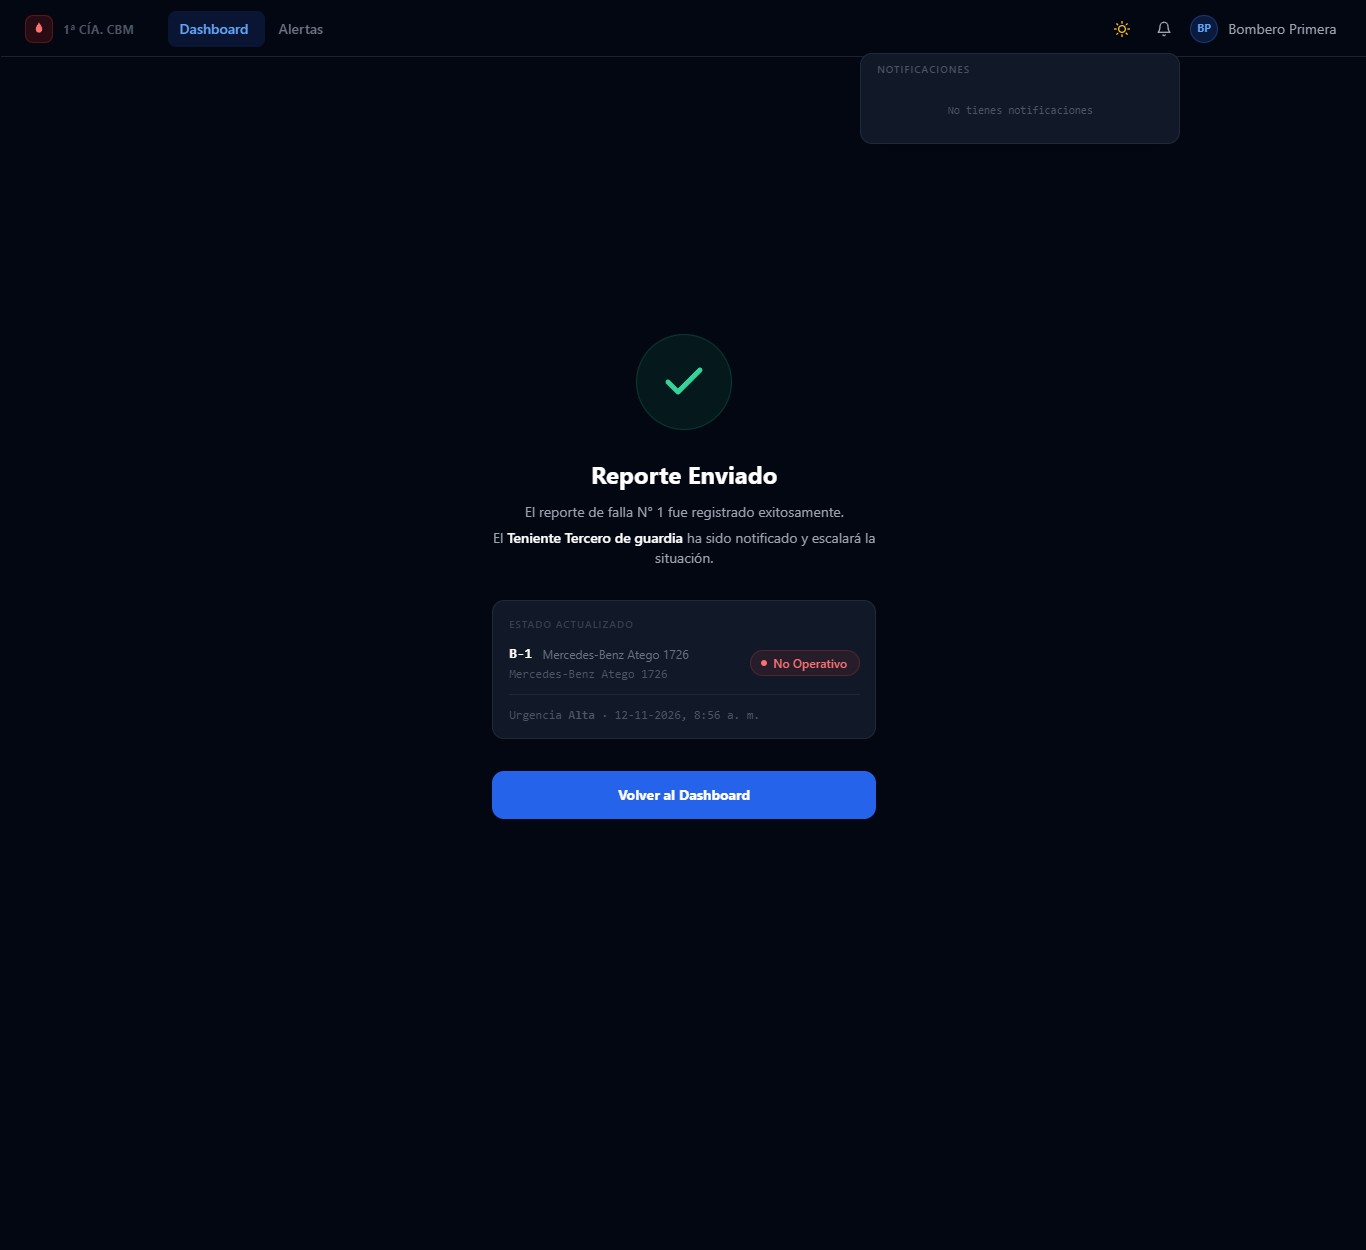 1ª CÍA. CBM
Dashboard
Alertas
BP
Bombero Primera
NOTIFICACIONES
No tienes notificaciones
Reporte Enviado
El reporte de falla N° 1 fue registrado exitosamente.
El Teniente Tercero de guardia ha sido notificado y escalará la
situación.
ESTADO ACTUALIZADO
B-1 Mercedes-Benz Atego 1726
Mercedes-Benz Atego 1726
No Operativo
Urgencia Alta · 12-11-2026, 8:56 a. m.
Volver al Dashboard